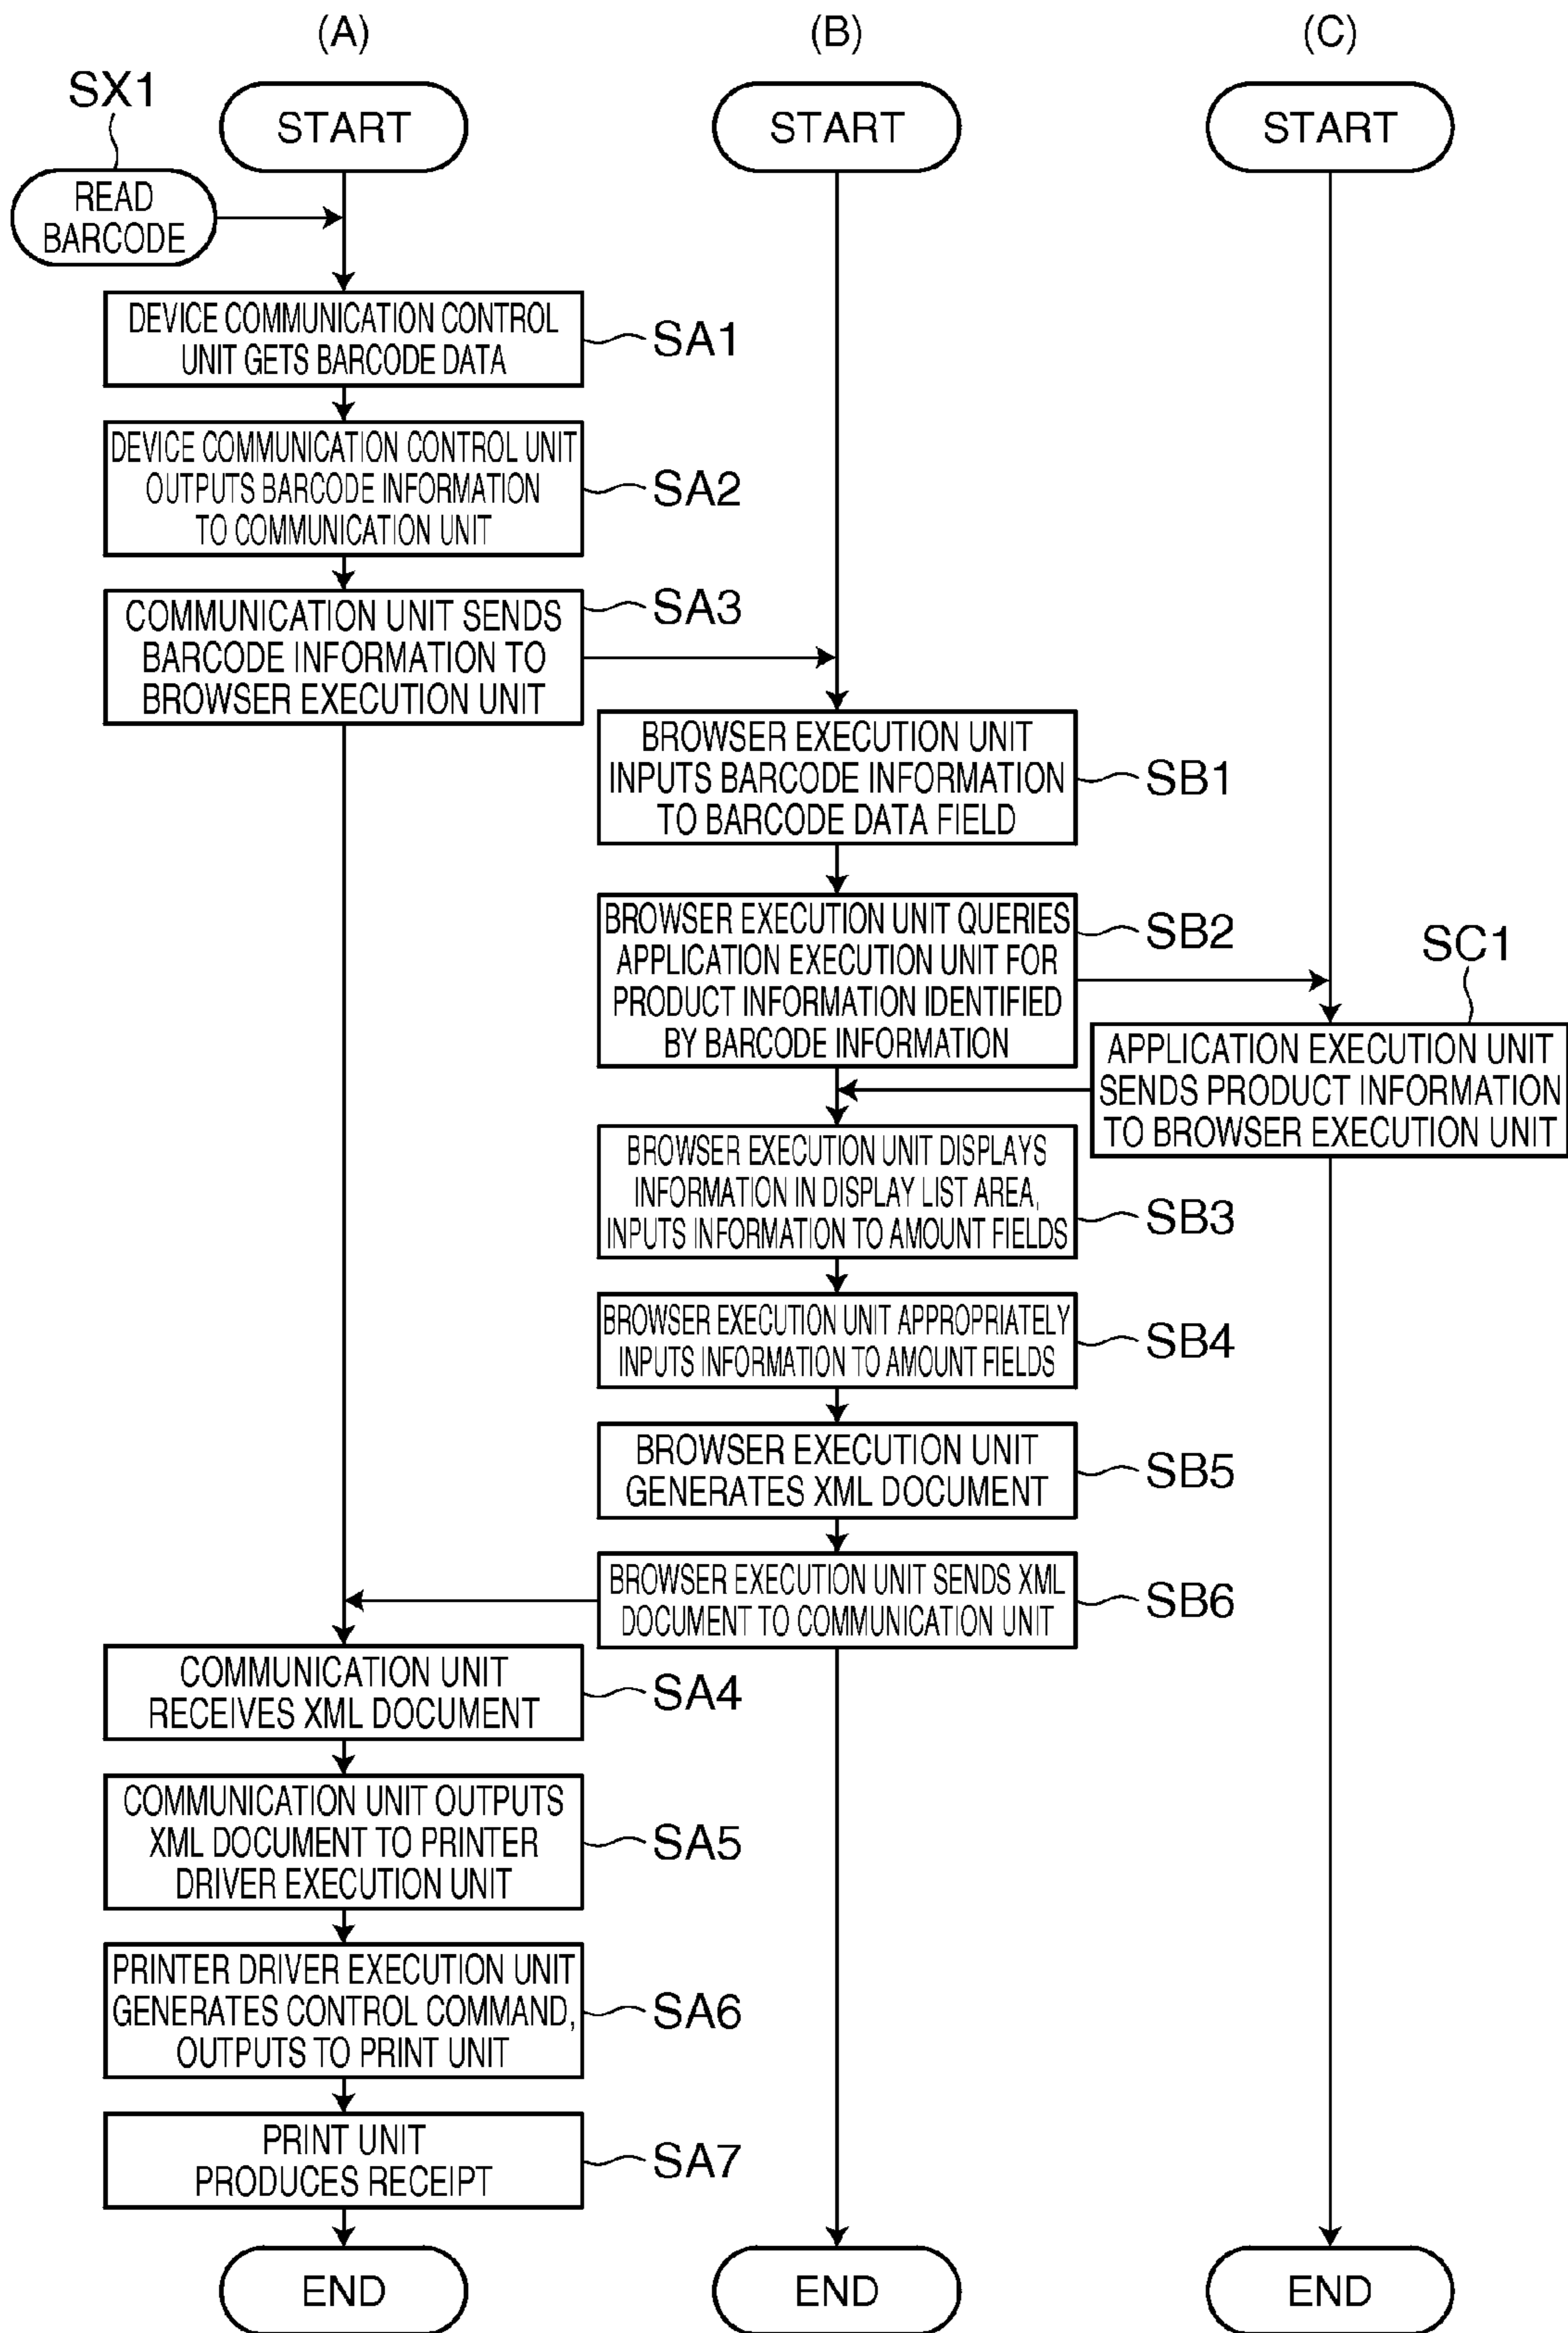 (A)
(B)
(C)
SX1
START
START
START
READ
BARCODE
DEVICE COMMUNICATION CONTROL
UNIT GETS BARCODE DATA
SA1
DEVICE COMMUNICATION CONTROL UNIT
OUTPUTS BARCODE INFORMATION
TO COMMUNICATION UNIT
SA2
COMMUNICATION UNIT SENDS
BARCODE INFORMATION TO
BROWSER EXECUTION UNIT
SA3
BROWSER EXECUTION UNIT
INPUTS BARCODE INFORMATION
TO BARCODE DATA FIELD
SB1
BROWSER EXECUTION UNIT QUERIES
APPLICATION EXECUTION UNIT FOR
PRODUCT INFORMATION IDENTIFIED
BY BARCODE INFORMATION
SB2
SC1
APPLICATION EXECUTION UNIT
SENDS PRODUCT INFORMATION
TO BROWSER EXECUTION UNIT
BROWSER EXECUTION UNIT DISPLAYS
INFORMATION IN DISPLAY LIST AREA,
INPUTS INFORMATION TO AMOUNT FIELDS
SB3
BROWSER EXECUTION UNIT APPROPRIATELY
INPUTS INFORMATION TO AMOUNT FIELDS
SB4
BROWSER EXECUTION UNIT
GENERATES XML DOCUMENT
SB5
BROWSER EXECUTION UNIT SENDS XML
DOCUMENT TO COMMUNICATION UNIT
SB6
COMMUNICATION UNIT
RECEIVES XML DOCUMENT
SA4
COMMUNICATION UNIT OUTPUTS
XML DOCUMENT TO PRINTER
DRIVER EXECUTION UNIT
SA5
PRINTER DRIVER EXECUTION UNIT
GENERATES CONTROL COMMAND,
OUTPUTS TO PRINT UNIT
SA6
PRINT UNIT
PRODUCES RECEIPT
SA7
END
END
END